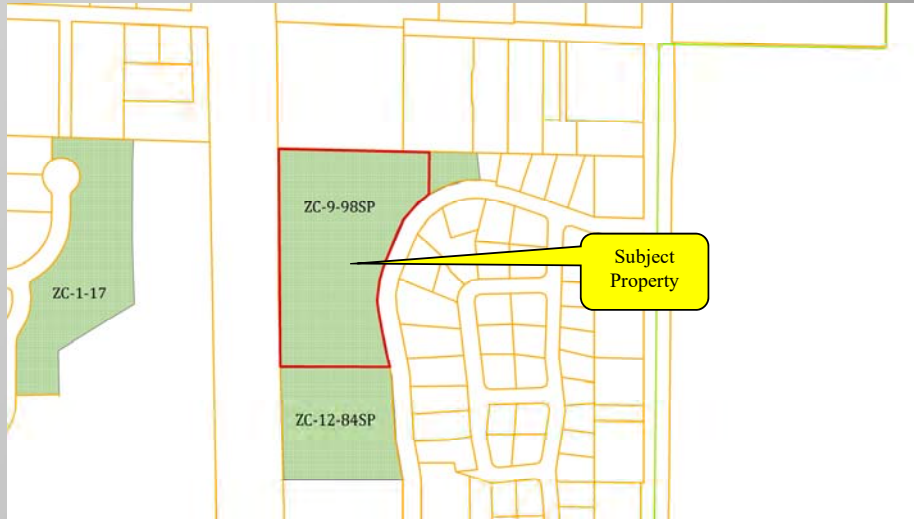 ZC-9-98SP
Subject
Property
ZC-1-17
ZC-12-84SP